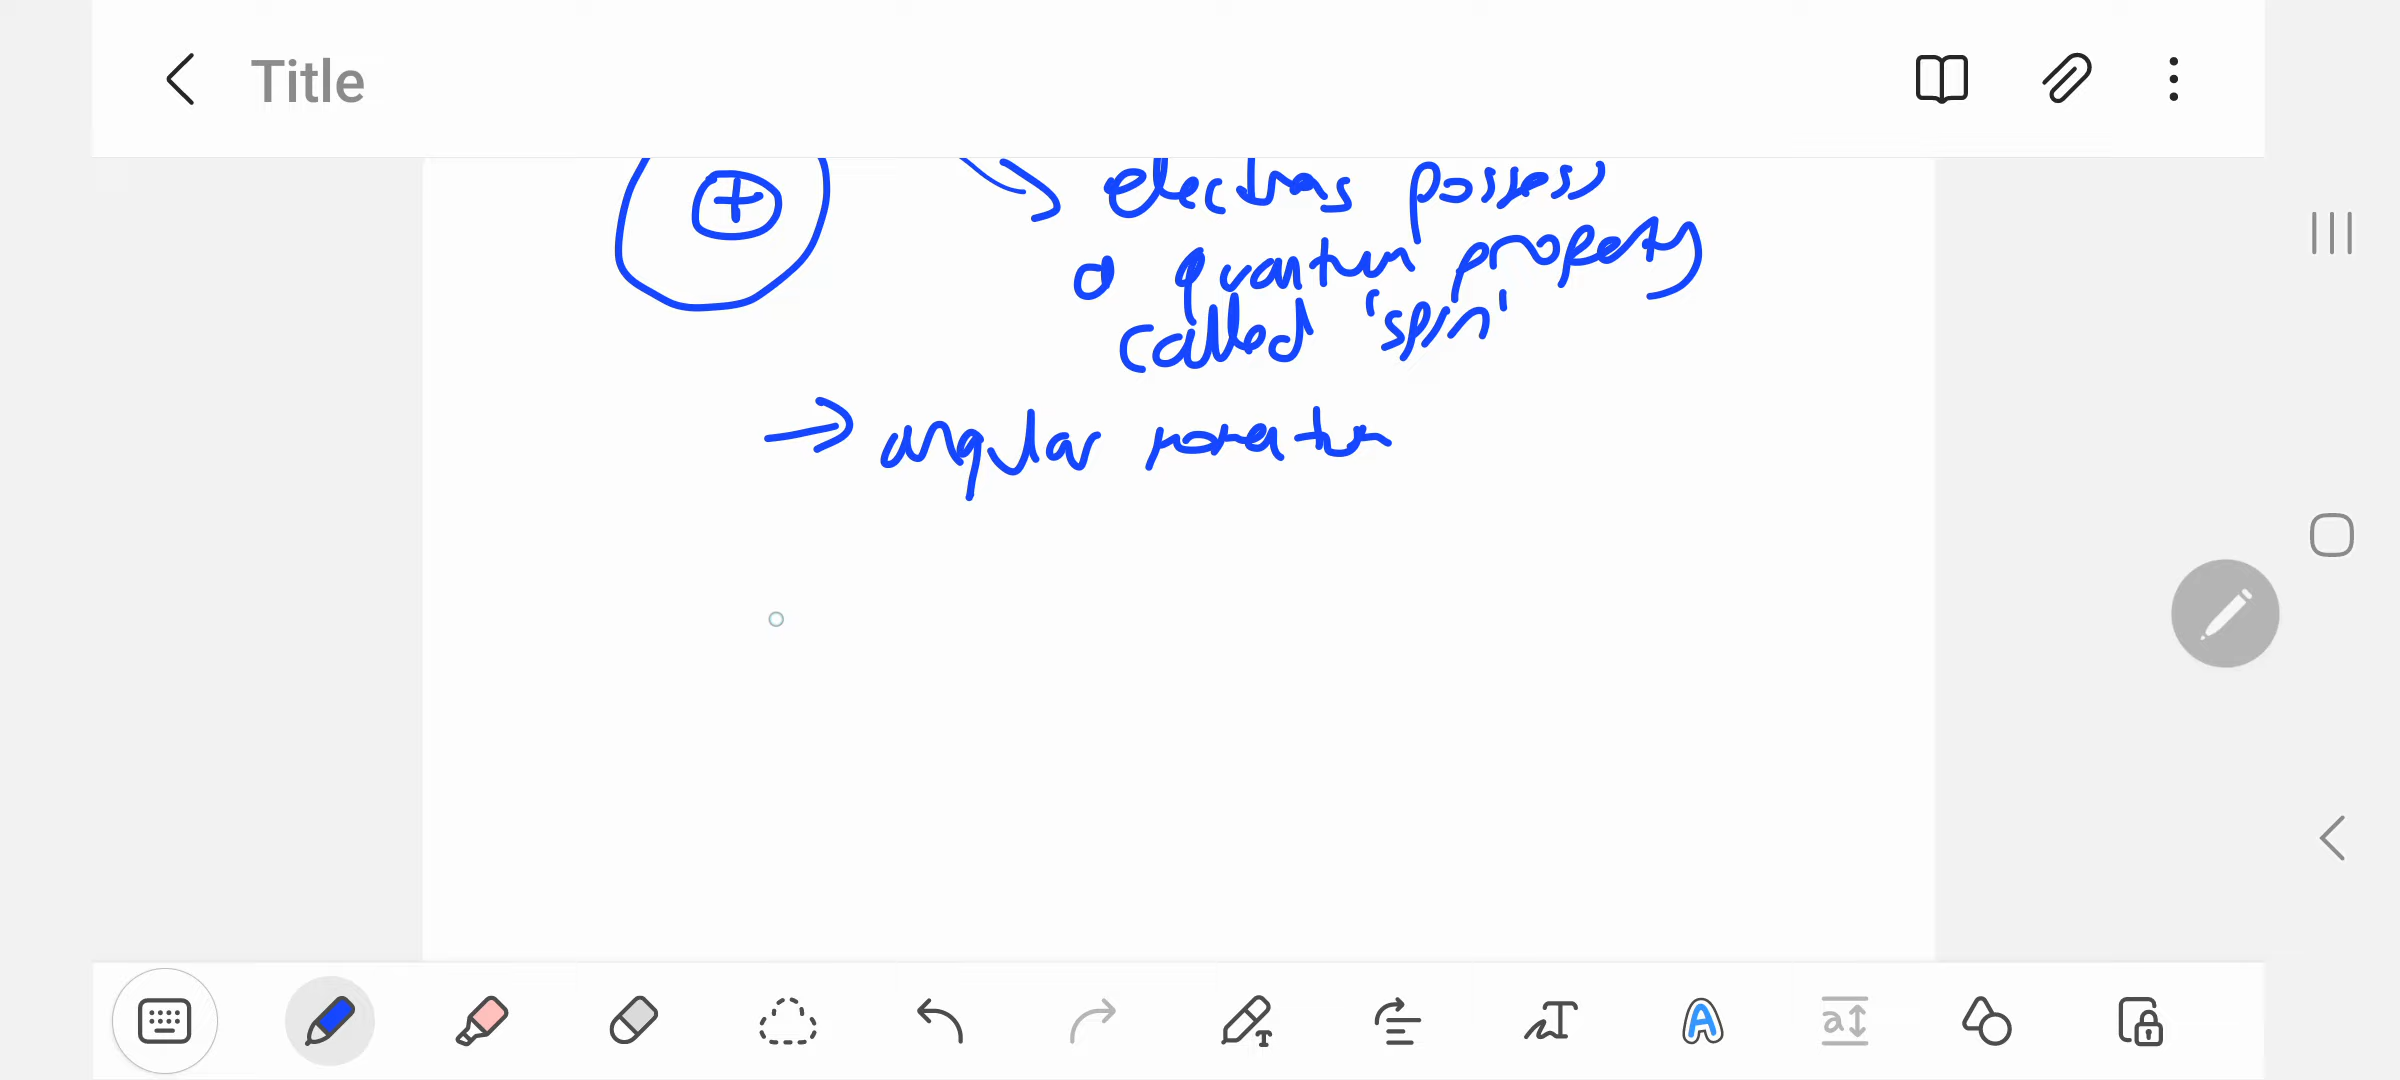 Title
+
electrons possess
a quantum property
called 'spin'
→ angular momentum